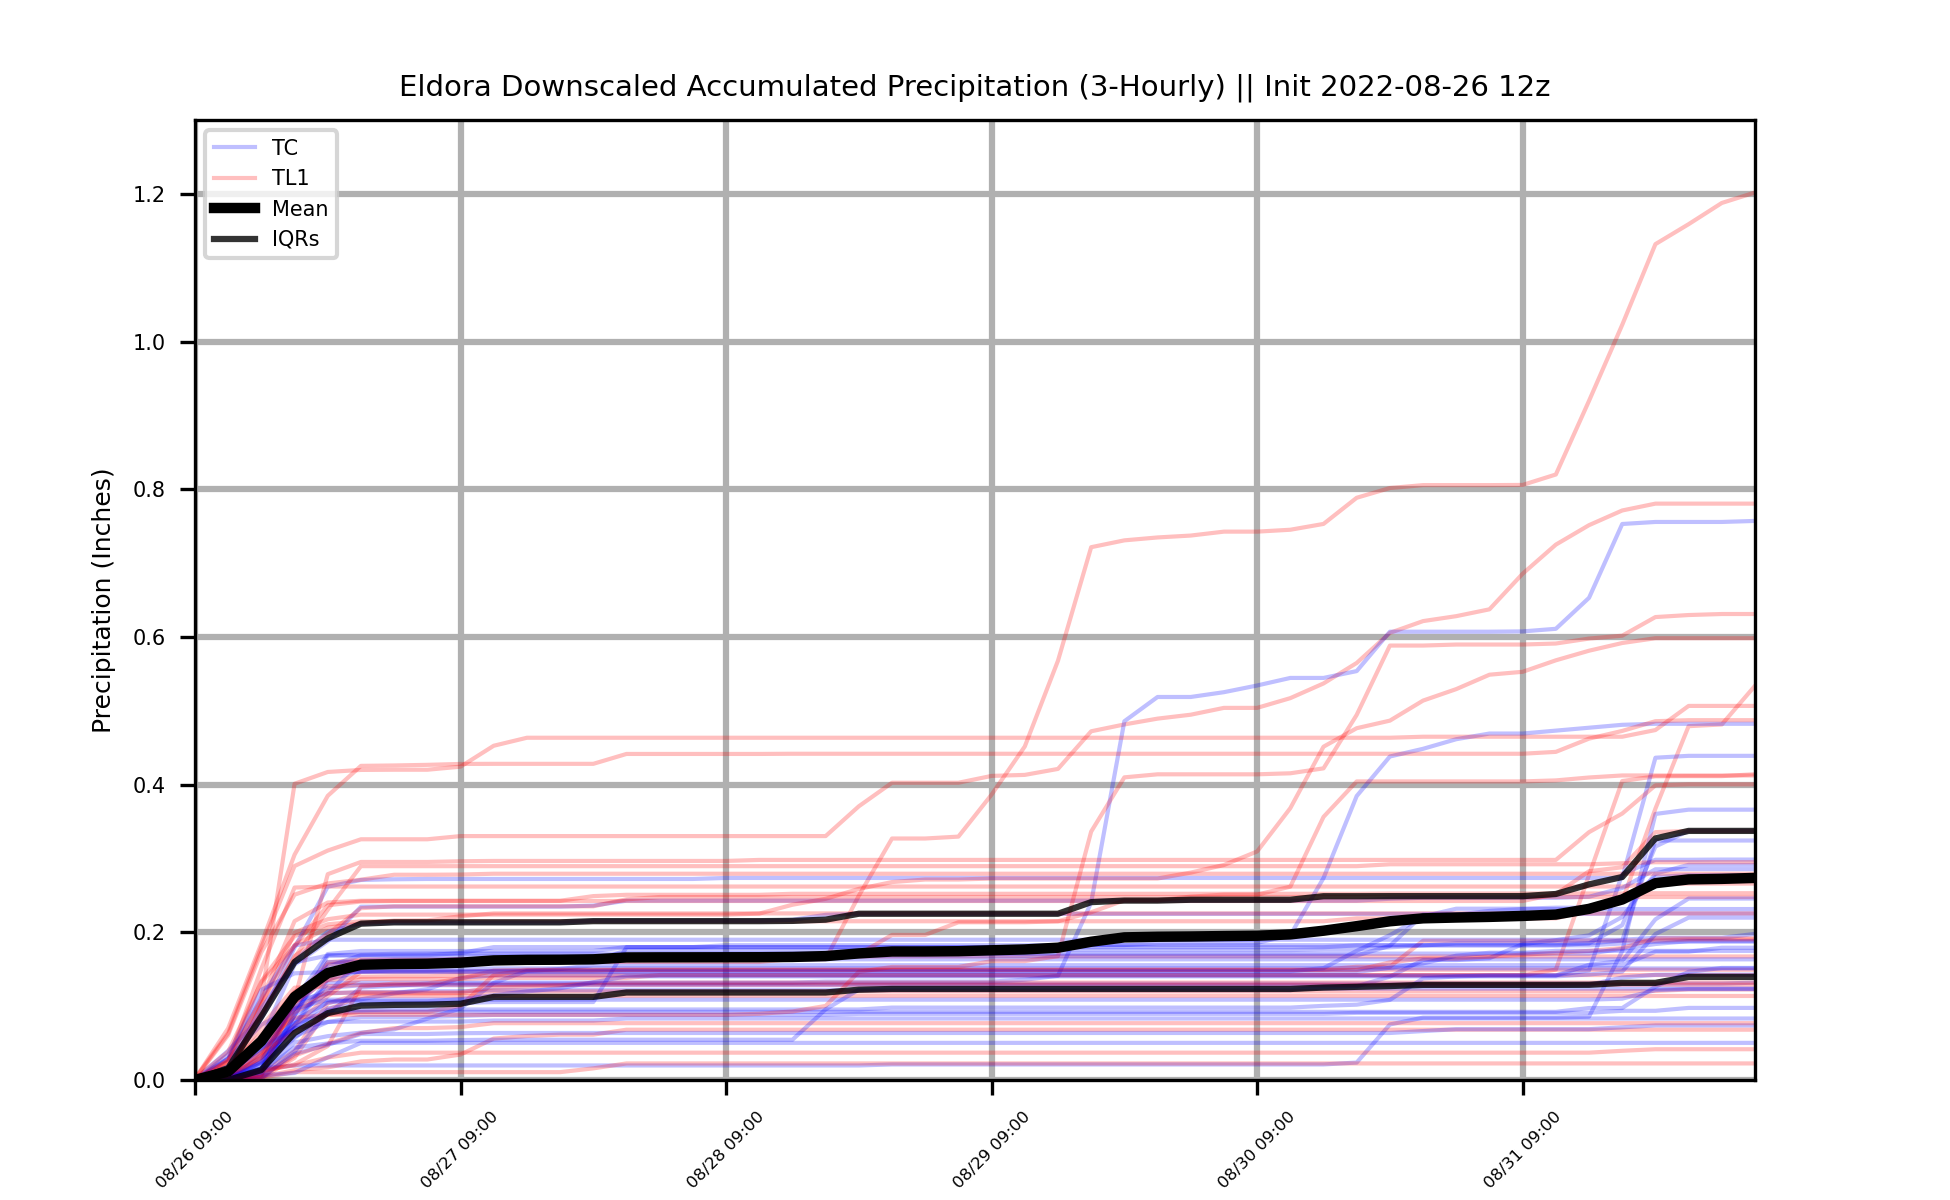 Eldora Downscaled Accumulated Precipitation (3-Hourly) || Init 2022-08-26 12z
TC
TL1
Mean
IQRs
Precipitation (Inches)
1.2
1.0
0.8
0.6
0.4
0.2
0.0
08/26 09:00
08/27 09:00
08/28 09:00
08/29 09:00
08/30 09:00
08/31 09:00